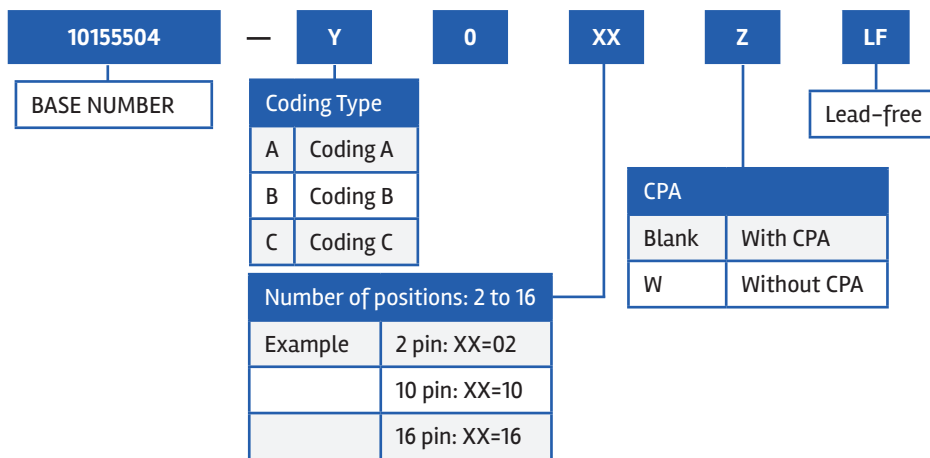 10155504 — Y 0 XX Z LF
BASE NUMBER
Lead-free
Coding Type
A Coding A
B Coding B
C Coding C
CPA
Blank With CPA
W Without CPA
Number of positions: 2 to 16
Example 2 pin: XX=02
10 pin: XX=10
16 pin: XX=16